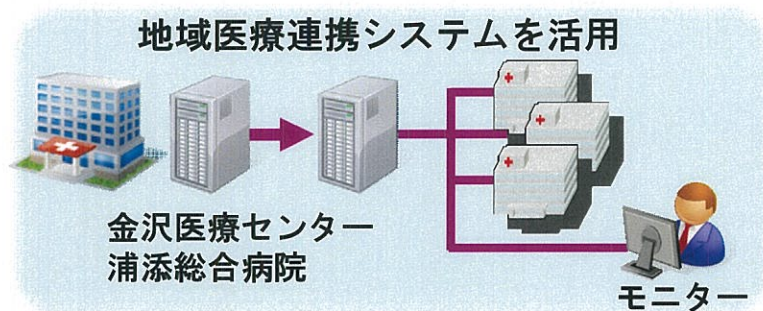 地域医療連携システムを活用
金沢医療センター
浦添総合病院
モニター